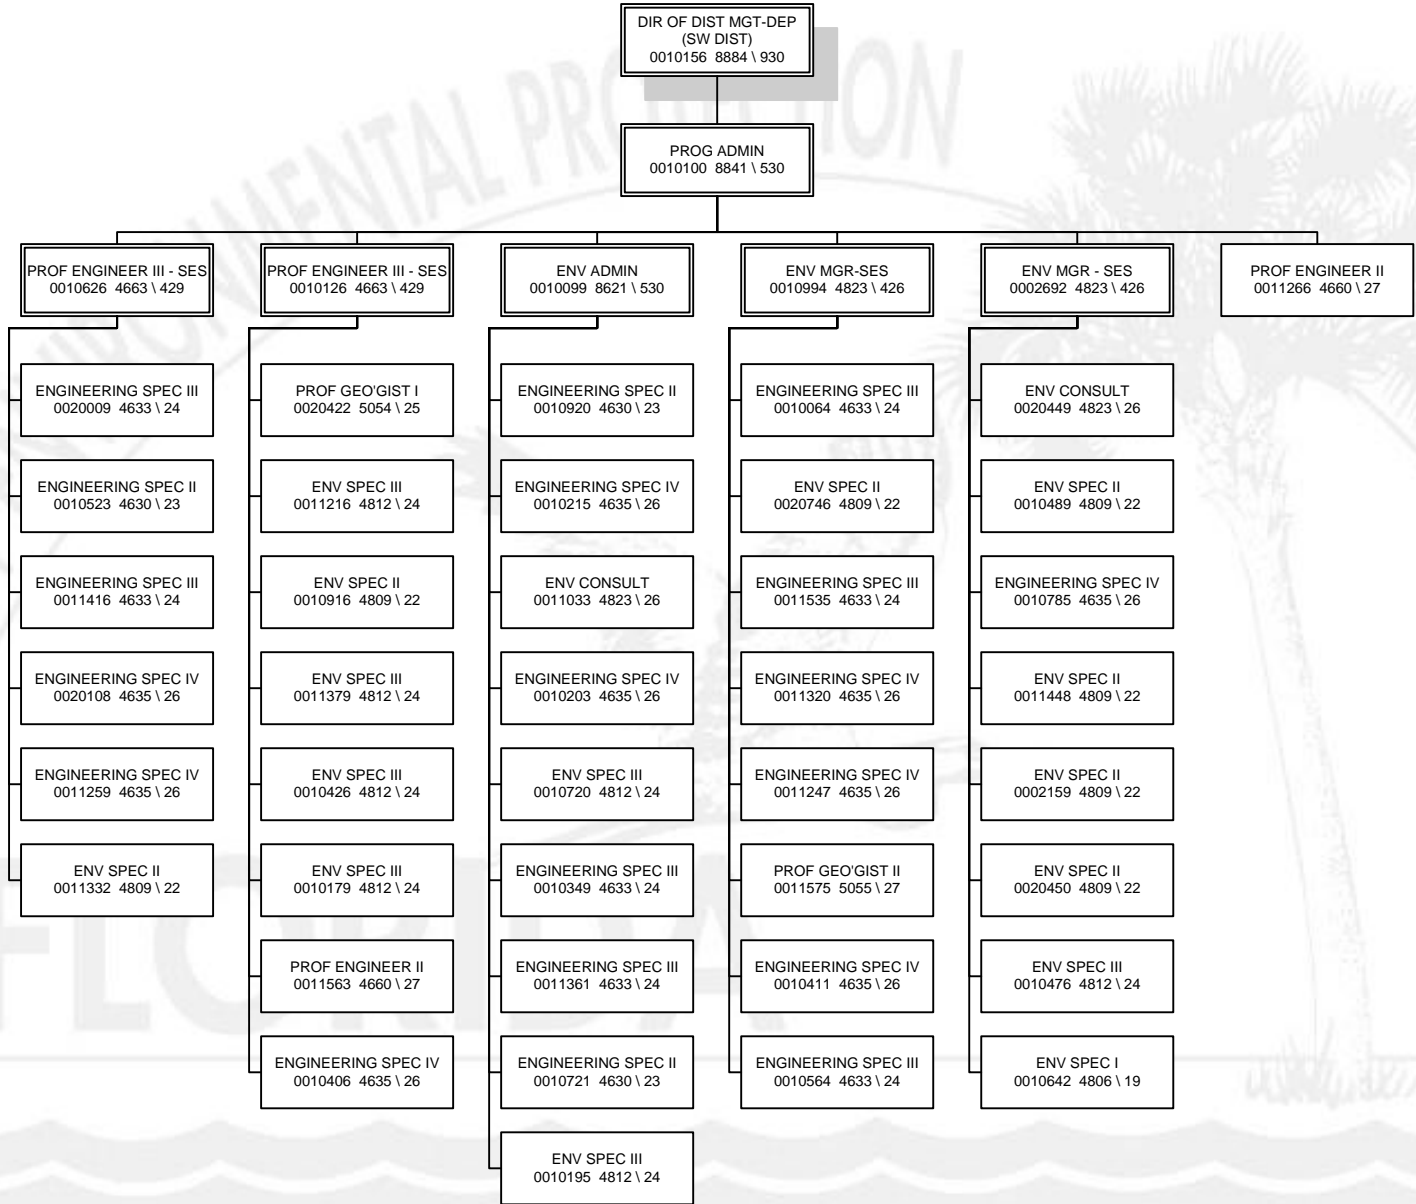 DIR OF DIST MGT-DEP
(SW DIST)
0010156 8884 \ 930
PROG ADMIN
0010100 8841 \ 530
PROF ENGINEER III - SES
0010626 4663 \ 429
PROF ENGINEER III - SES
0010126 4663 \ 429
ENV ADMIN
0010099 8621 \ 530
ENV MGR-SES
0010994 4823 \ 426
ENV MGR - SES
0002692 4823 \ 426
PROF ENGINEER II
0011266 4660 \ 27
ENGINEERING SPEC III
0020009 4633 \ 24
ENGINEERING SPEC II
0010523 4630 \ 23
ENGINEERING SPEC III
0011416 4633 \ 24
ENGINEERING SPEC IV
0020108 4635 \ 26
ENGINEERING SPEC IV
0011259 4635 \ 26
ENV SPEC II
0011332 4809 \ 22
PROF GEO'GIST I
0020422 5054 \ 25
ENV SPEC III
0011216 4812 \ 24
ENV SPEC II
0010916 4809 \ 22
ENV SPEC III
0011379 4812 \ 24
ENV SPEC III
0010426 4812 \ 24
ENV SPEC III
0010179 4812 \ 24
PROF ENGINEER II
0011563 4660 \ 27
ENGINEERING SPEC IV
0010406 4635 \ 26
ENGINEERING SPEC II
0010920 4630 \ 23
ENGINEERING SPEC IV
0010215 4635 \ 26
ENV CONSULT
0011033 4823 \ 26
ENGINEERING SPEC IV
0010203 4635 \ 26
ENV SPEC III
0010720 4812 \ 24
ENGINEERING SPEC III
0010349 4633 \ 24
ENGINEERING SPEC III
0011361 4633 \ 24
ENGINEERING SPEC II
0010721 4630 \ 23
ENV SPEC III
0010195 4812 \ 24
ENGINEERING SPEC III
0010064 4633 \ 24
ENV SPEC II
0020746 4809 \ 22
ENGINEERING SPEC III
0011535 4633 \ 24
ENGINEERING SPEC IV
0011320 4635 \ 26
ENGINEERING SPEC IV
0011247 4635 \ 26
PROF GEO'GIST II
0011575 5055 \ 27
ENGINEERING SPEC IV
0010411 4635 \ 26
ENGINEERING SPEC III
0010564 4633 \ 24
ENV CONSULT
0020449 4823 \ 26
ENV SPEC II
0010489 4809 \ 22
ENGINEERING SPEC IV
0010785 4635 \ 26
ENV SPEC II
0011448 4809 \ 22
ENV SPEC II
0002159 4809 \ 22
ENV SPEC II
0020450 4809 \ 22
ENV SPEC III
0010476 4812 \ 24
ENV SPEC I
0010642 4806 \ 19
ENVIRONMENTAL PROTECTION
FLORIDA